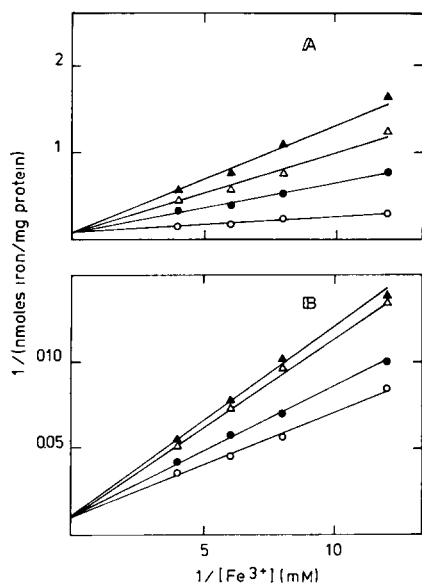 A
2
1
1/(nmoles iron/mg protein)
B
0.10
0.05
5
10
1/[Fe3+] (mM)